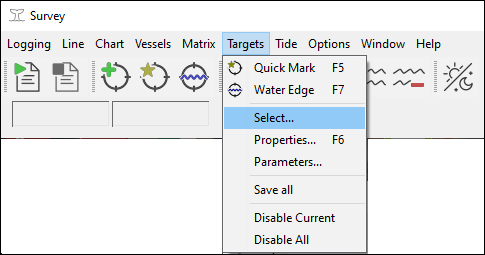 Survey
Logging Line Chart Vessels Matrix Targets Tide Options Window Help
Quick Mark F5
Water Edge F7
Select...
Properties... F6
Parameters...
Save all
Disable Current
Disable All